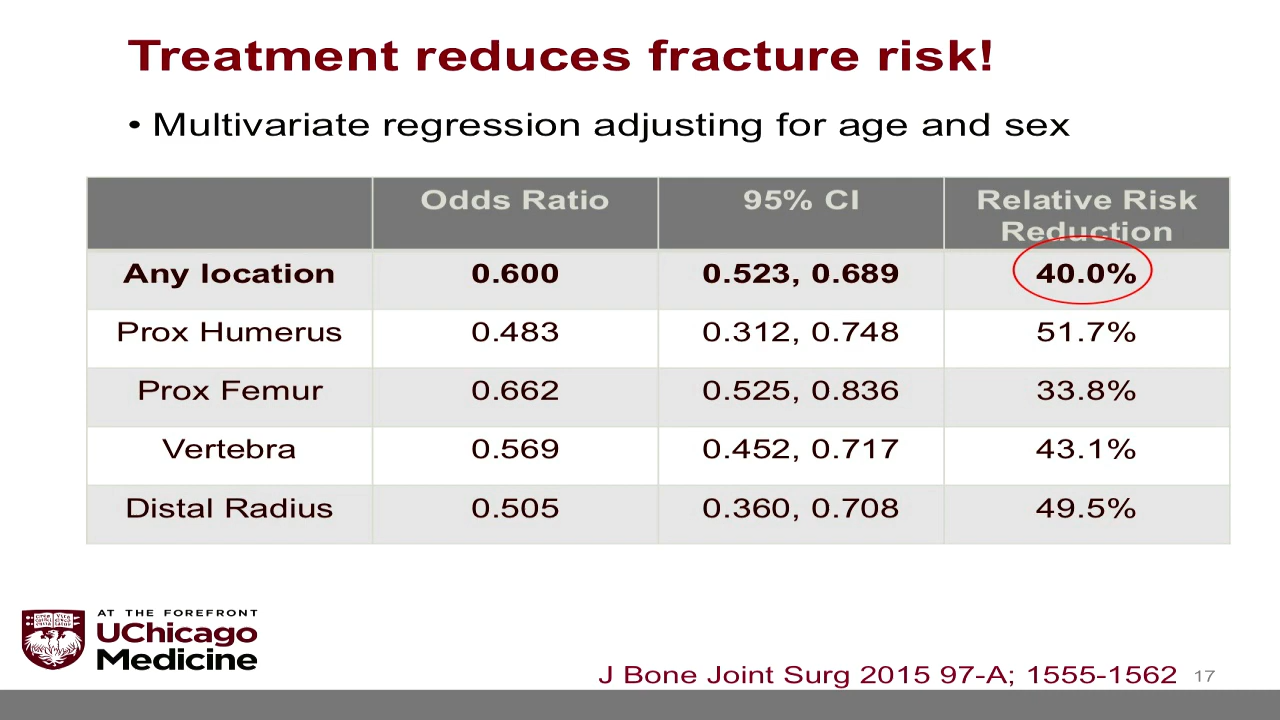 Treatment reduces fracture risk!
• Multivariate regression adjusting for age and sex
Odds Ratio 95% CI Relative Risk Reduction
Any location 0.600 0.523, 0.689 40.0%
Prox Humerus 0.483 0.312, 0.748 51.7%
Prox Femur 0.662 0.525, 0.836 33.8%
Vertebra 0.569 0.452, 0.717 43.1%
Distal Radius 0.505 0.360, 0.708 49.5%
AT THE FOREFRONT
UChicago
Medicine
J Bone Joint Surg 2015 97-A; 1555-1562 17